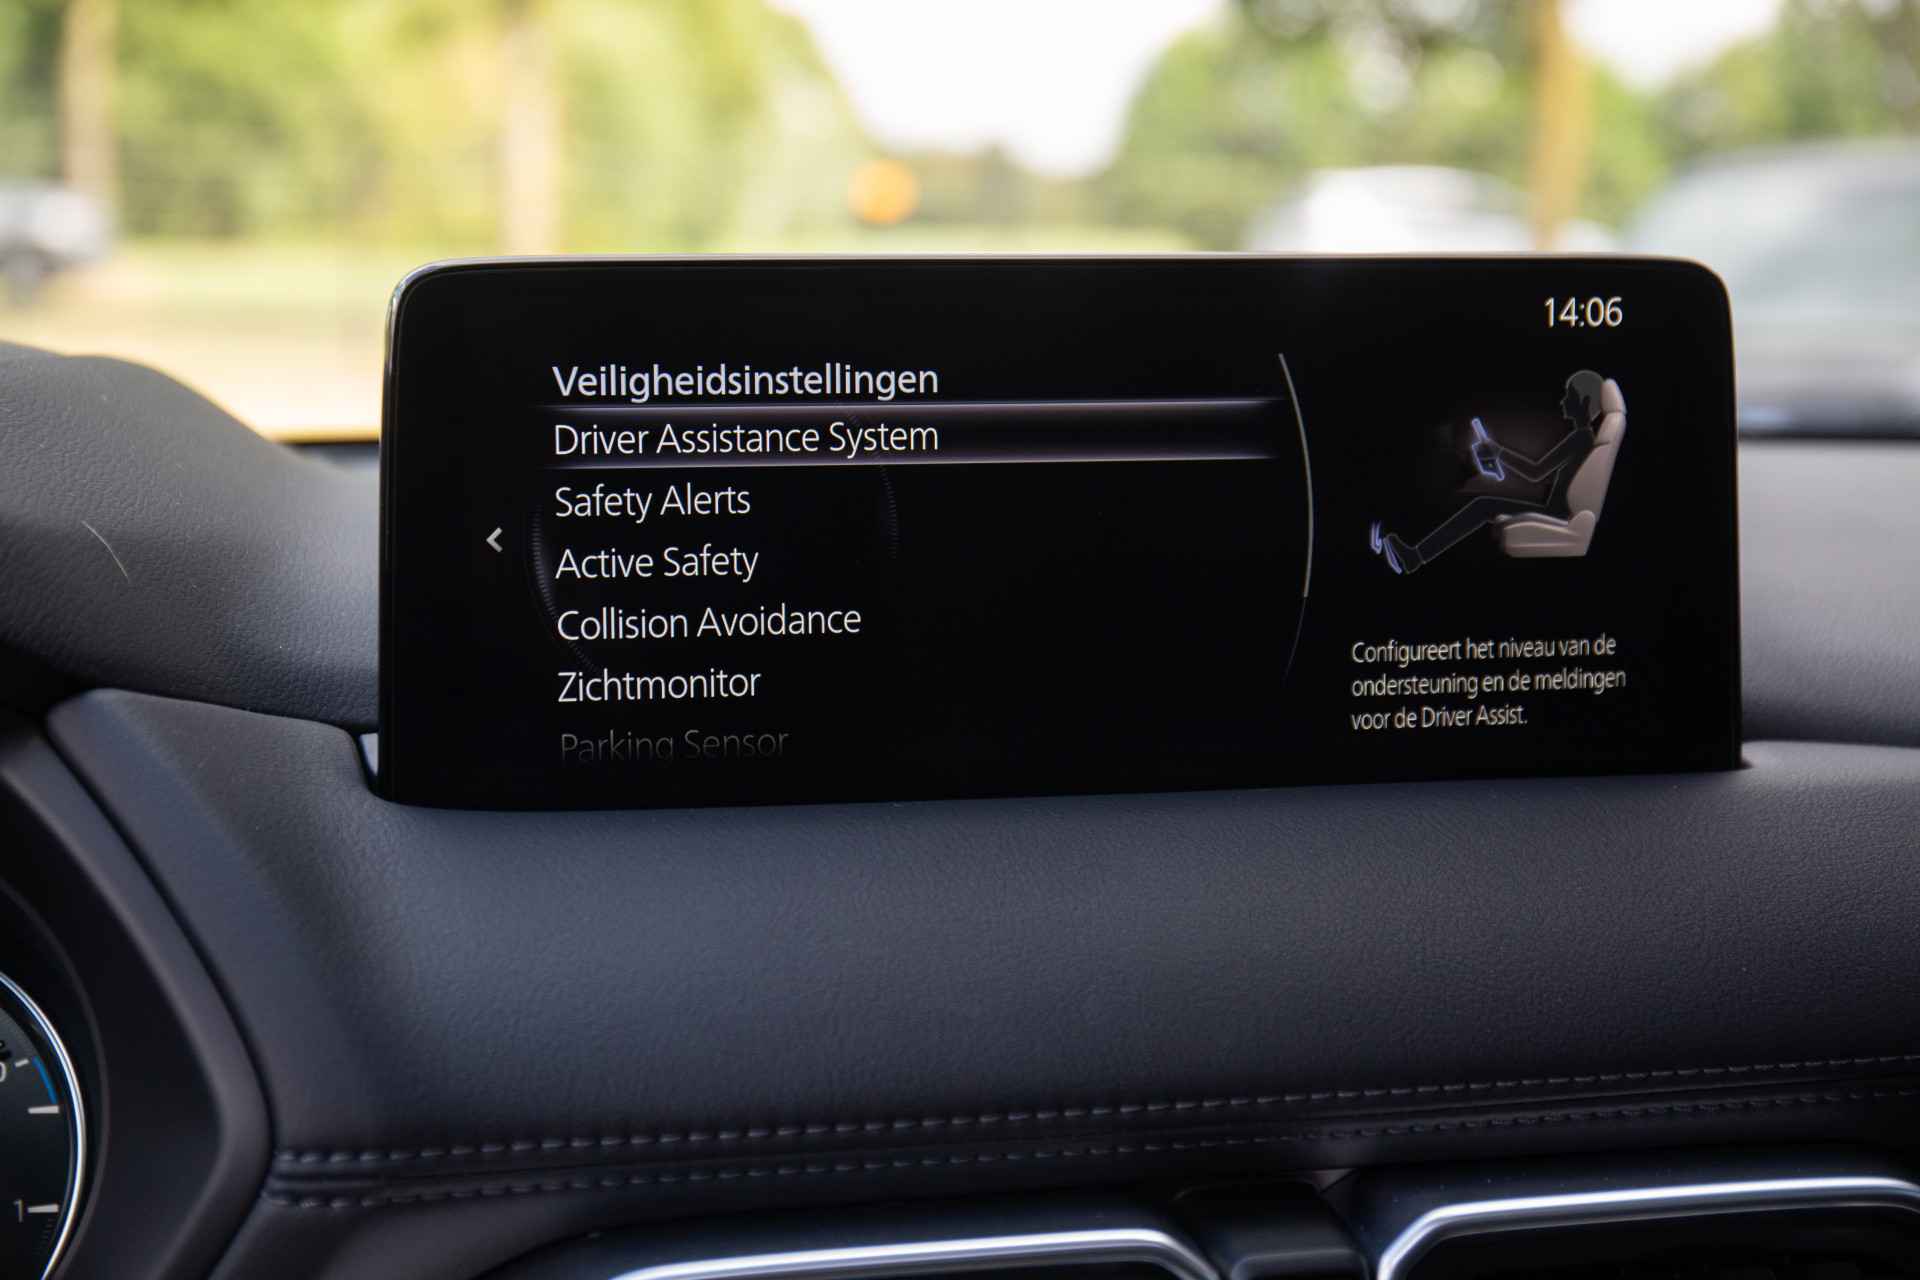 14:06
Veiligheidsinstellingen
Driver Assistance System
Safety Alerts
Active Safety
Collision Avoidance
Zichtmonitor
Parking Sensor
Configureert het niveau van de
ondersteuning en de meldingen
voor de Driver Assist.
1